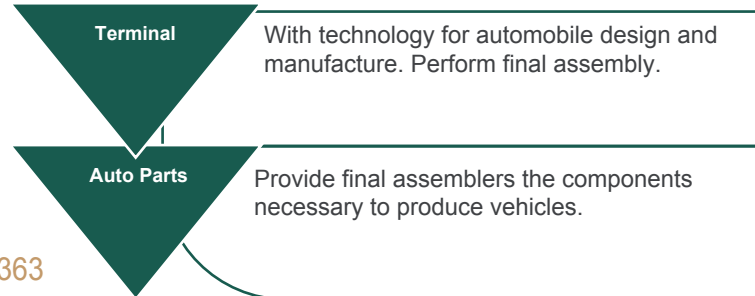 Terminal
With technology for automobile design and
manufacture. Perform final assembly.
Auto Parts
Provide final assemblers the components
necessary to produce vehicles.
363